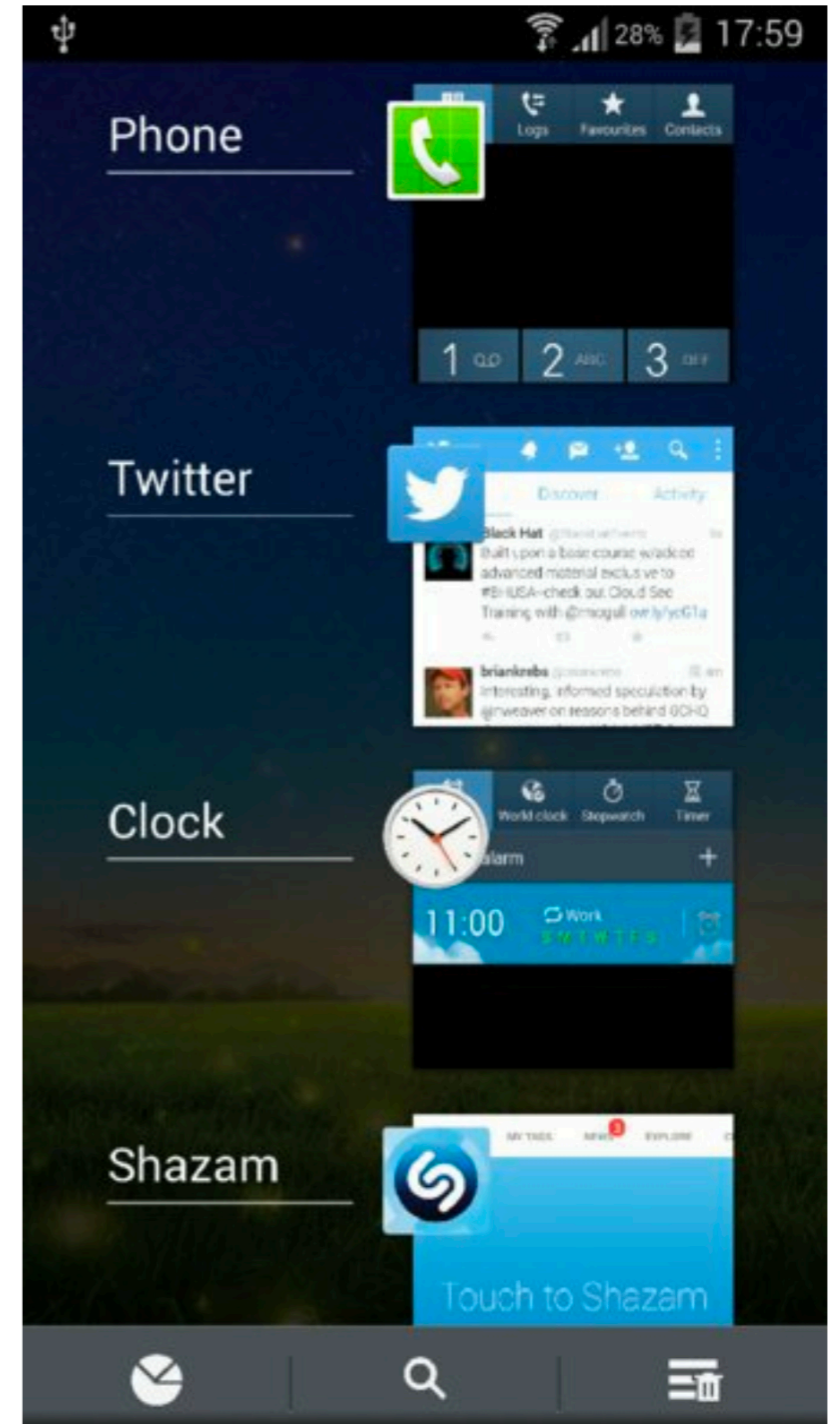 28% 17:59
Phone
Logs Favourites Contacts
1 2 ABC 3 DEF
Twitter
Discover Activity
Black Hat
Built upon a base course w/added
advanced material exclusive to
#BHUSA--check out Cloud Sec
Training with @rmogull
briankrebs
Interesting, informed speculation by
@nweaver on reasons behind GCHQ
Clock
World clock Stopwatch Timer
alarm +
11:00 Work
S M T W T F S
Shazam
MY TAGS NEWS 3 EXPLORE
Touch to Shazam